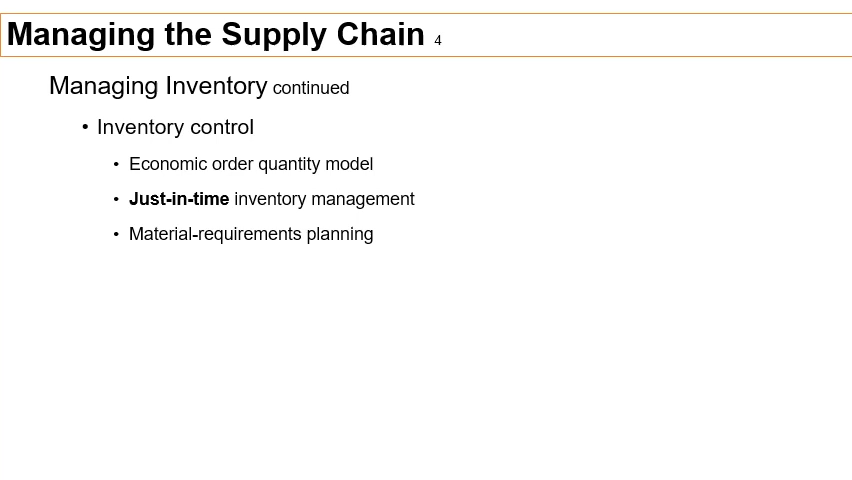 Managing the Supply Chain 4
Managing Inventory continued
• Inventory control
• Economic order quantity model
• Just-in-time inventory management
• Material-requirements planning